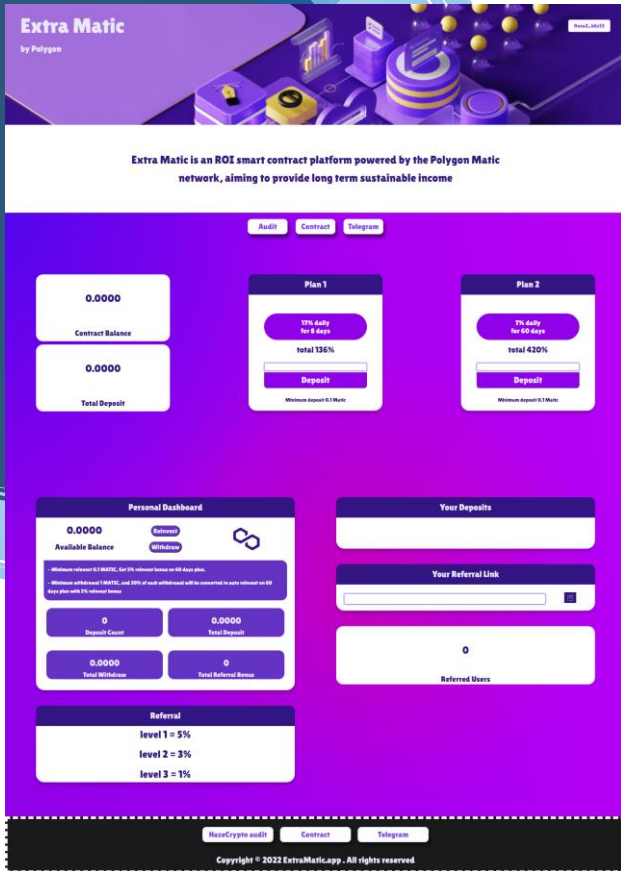 Extra Matic
by Polygon
Extra Matic is an ROI smart contract platform powered by the Polygon Matic
network, aiming to provide long term sustainable income
Audit
Contract
Telegram
0.0000
Contract Balance
0.0000
Total Deposit
Plan 1
17% daily
for 8 days
total 136%
Deposit
Minimum deposit 0.1 Matic
Plan 2
7% daily
for 60 days
total 420%
Deposit
Minimum deposit 0.1 Matic
Personal Dashboard
0.0000
Available Balance
Reinvest
Withdraw
- Minimum reinvest 0.1 MATIC, Get 5% reinvest bonus on 60 days plan.
- Minimum withdrawal 1 MATIC, and 20% of each withdrawal will be converted to auto reinvest on 60
days plan with 5% reinvest bonus
0
Deposit Count
0.0000
Total Deposit
0.0000
Total Withdraw
0
Total Referral Bonus
Your Deposits
Your Referral Link
0
Referred Users
Referral
level 1 = 5%
level 2 = 3%
level 3 = 1%
HazeCrypto audit
Contract
Telegram
Copyright © 2022 ExtraMatic.app . All rights reserved